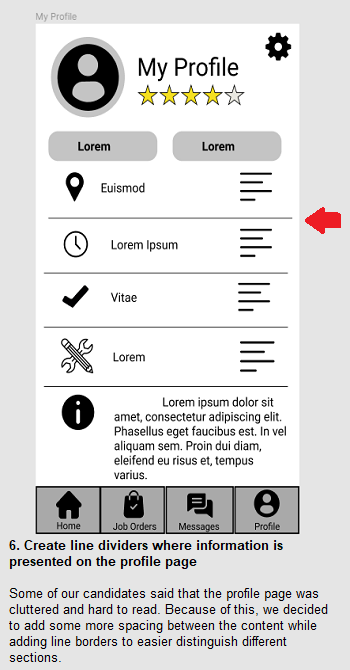 My Profile
My Profile
Lorem
Lorem
Euismod
Lorem Ipsum
Vitae
Lorem
Lorem ipsum dolor sit
amet, consectetur adipiscing elit.
Phasellus eget faucibus est. In vel
aliquam sem. Proin dui diam,
eleifend eu risus et, tempus
varius.
Home
Job Orders
Messages
Profile
6. Create line dividers where information is
presented on the profile page
Some of our candidates said that the profile page was
cluttered and hard to read. Because of this, we decided
to add some more spacing between the content while
adding line borders to easier distinguish different
sections.